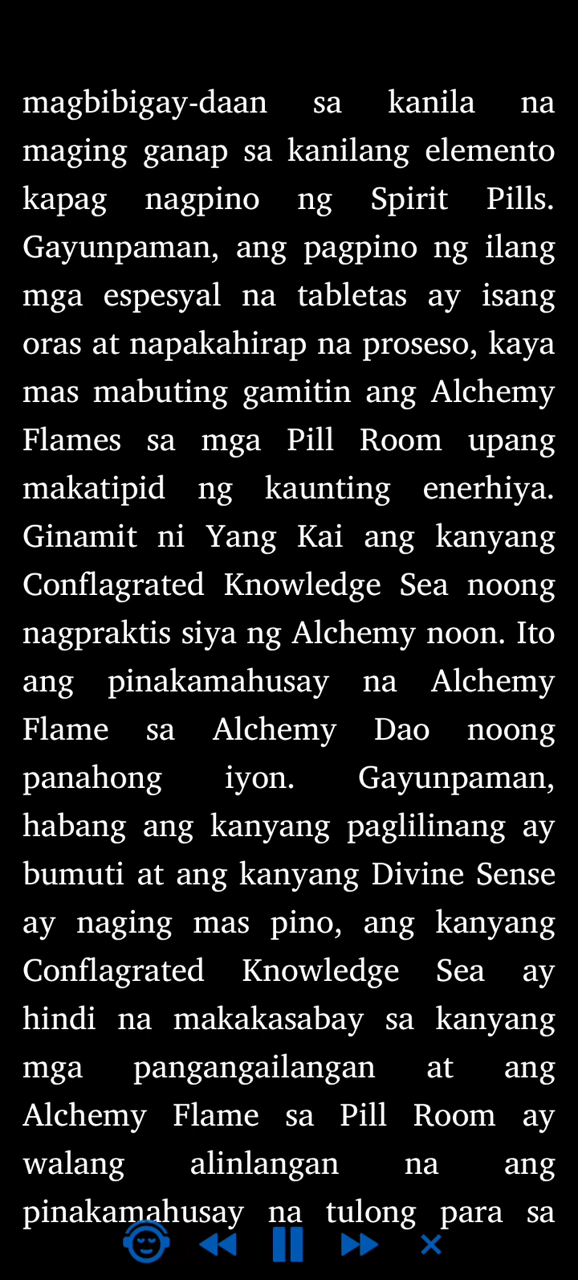 magbibigay-daan sa kanila na
maging ganap sa kanilang elemento
kapag nagpino ng Spirit Pills.
Gayunpaman, ang pagpino ng ilang
mga espesyal na tabletas ay isang
oras at napakahirap na proseso, kaya
mas mabuting gamitin ang Alchemy
Flames sa mga Pill Room upang
makatipid ng kaunting enerhiya.
Ginamit ni Yang Kai ang kanyang
Conflagrated Knowledge Sea noong
nagpraktis siya ng Alchemy noon. Ito
ang pinakamahusay na Alchemy
Flame sa Alchemy Dao noong
panahong iyon. Gayunpaman,
habang ang kanyang paglilinang ay
bumuti at ang kanyang Divine Sense
ay naging mas pino, ang kanyang
Conflagrated Knowledge Sea ay
hindi na makakasabay sa kanyang
mga pangangailangan at ang
Alchemy Flame sa Pill Room ay
walang alinlangan na ang
pinakamahusay na tulong para sa